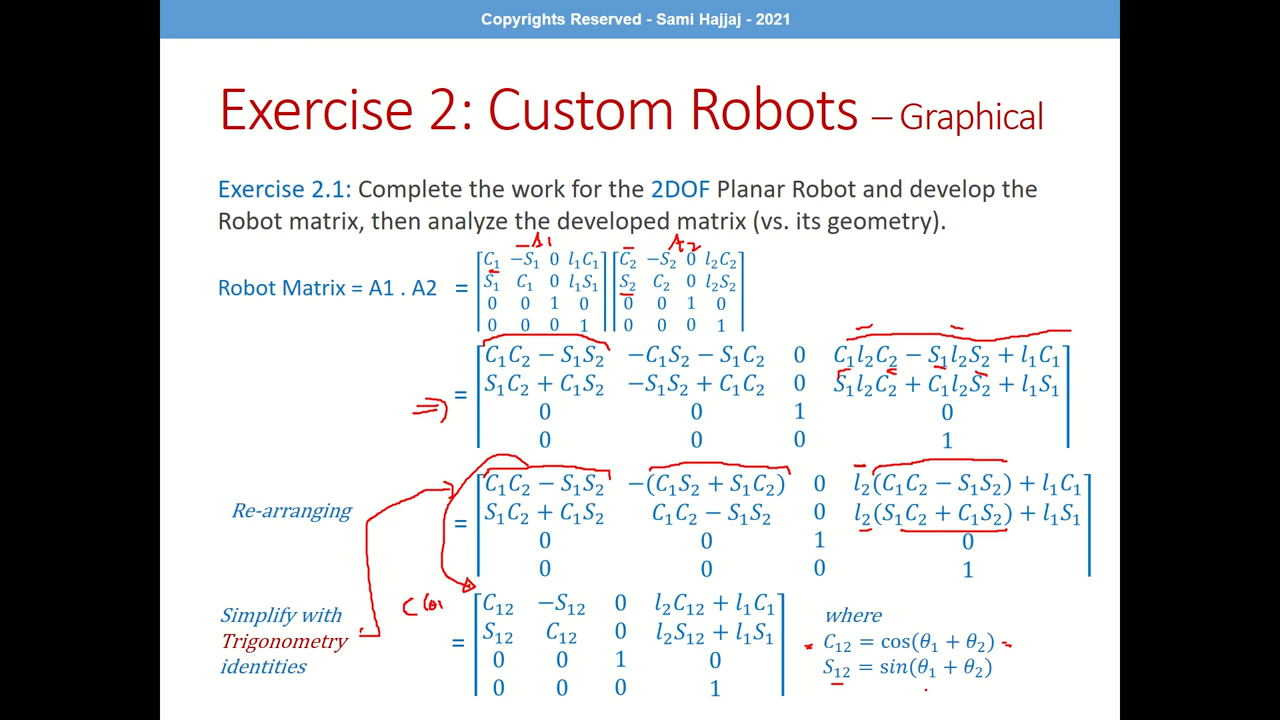 Copyrights Reserved - Sami Hajjaj - 2021
Exercise 2: Custom Robots – Graphical
Exercise 2.1: Complete the work for the 2DOF Planar Robot and develop the
Robot matrix, then analyze the developed matrix (vs. its geometry).
A1 A2
Robot Matrix = A1 . A2 =
[C₁ −S₁ 0 l₁C₁] [C₂ −S₂ 0 l₂C₂]
[S₁ C₁ 0 l₁S₁] [S₂ C₂ 0 l₂S₂]
[0 0 1 0] [0 0 1 0]
[0 0 0 1] [0 0 0 1]
=
[C₁C₂ − S₁S₂ −C₁S₂ − S₁C₂ 0 C₁l₂C₂ − S₁l₂S₂ + l₁C₁]
[S₁C₂ + C₁S₂ −S₁S₂ + C₁C₂ 0 S₁l₂C₂ + C₁l₂S₂ + l₁S₁]
[0 0 1 0]
[0 0 0 1]
Re-arranging =
[C₁C₂ − S₁S₂ −(C₁S₂ + S₁C₂) 0 l₂(C₁C₂ − S₁S₂) + l₁C₁]
[S₁C₂ + C₁S₂ C₁C₂ − S₁S₂ 0 l₂(S₁C₂ + C₁S₂) + l₁S₁]
[0 0 1 0]
[0 0 0 1]
Simplify with
Trigonometry
identities
=
[C₁₂ −S₁₂ 0 l₂C₁₂ + l₁C₁]
[S₁₂ C₁₂ 0 l₂S₁₂ + l₁S₁]
[0 0 1 0]
[0 0 0 1]
where
C₁₂ = cos(θ₁ + θ₂)
S₁₂ = sin(θ₁ + θ₂)